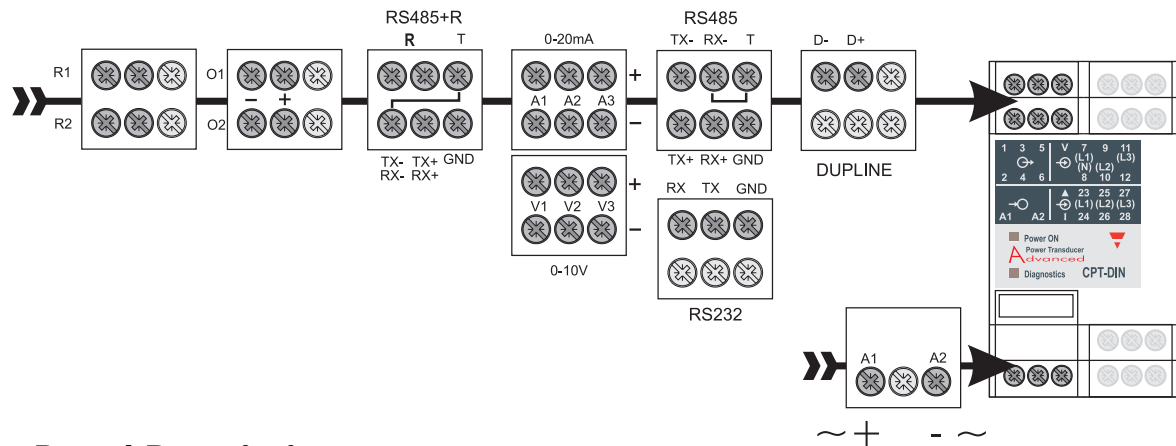 RS485+R
R T
TX- TX+ GND
RX- RX+
R1
R2
O1
- +
O2
0-20mA
+
A1 A2 A3
-
+
V1 V2 V3
-
0-10V
RS485
TX- RX- T
TX+ RX+ GND
RX TX GND
RS232
D- D+
DUPLINE
1 3 5 V 7 9 11
(L1) (L3)
(N) (L2)
2 4 6 8 10 12
23 25 27
(L1) (L2) (L3)
A1 A2 I 24 26 28
Power ON
Power Transducer
Advanced
Diagnostics CPT-DIN
A1 A2
~ + - ~